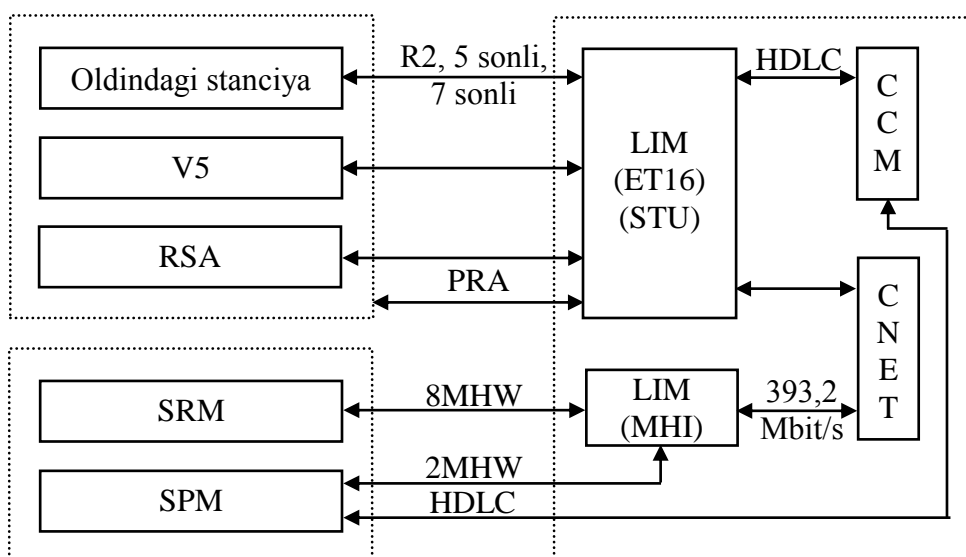 Oldindagi stanciya
R2, 5 sonli,
7 sonli
V5
RSA
PRA
LIM
(ET16)
(STU)
HDLC
C
C
M
C
N
E
T
SRM
8MHW
LIM
(MHI)
393,2
Mbit/s
SPM
2MHW
HDLC